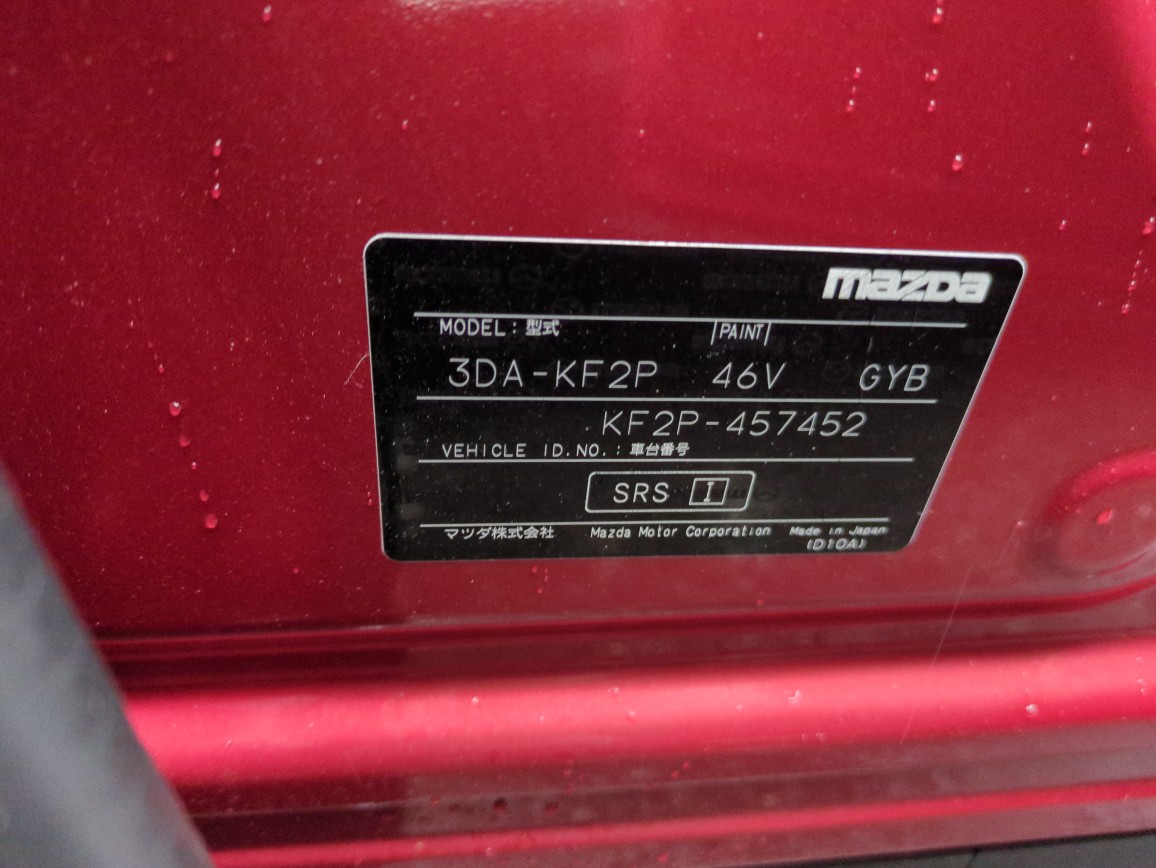 mazda
MODEL : 型式 PAINT
3DA-KF2P 46V GYB
KF2P-457452
VEHICLE ID.NO. : 車台番号
SRS I
マツダ株式会社 Mazda Motor Corporation Made in Japan
(D10A)